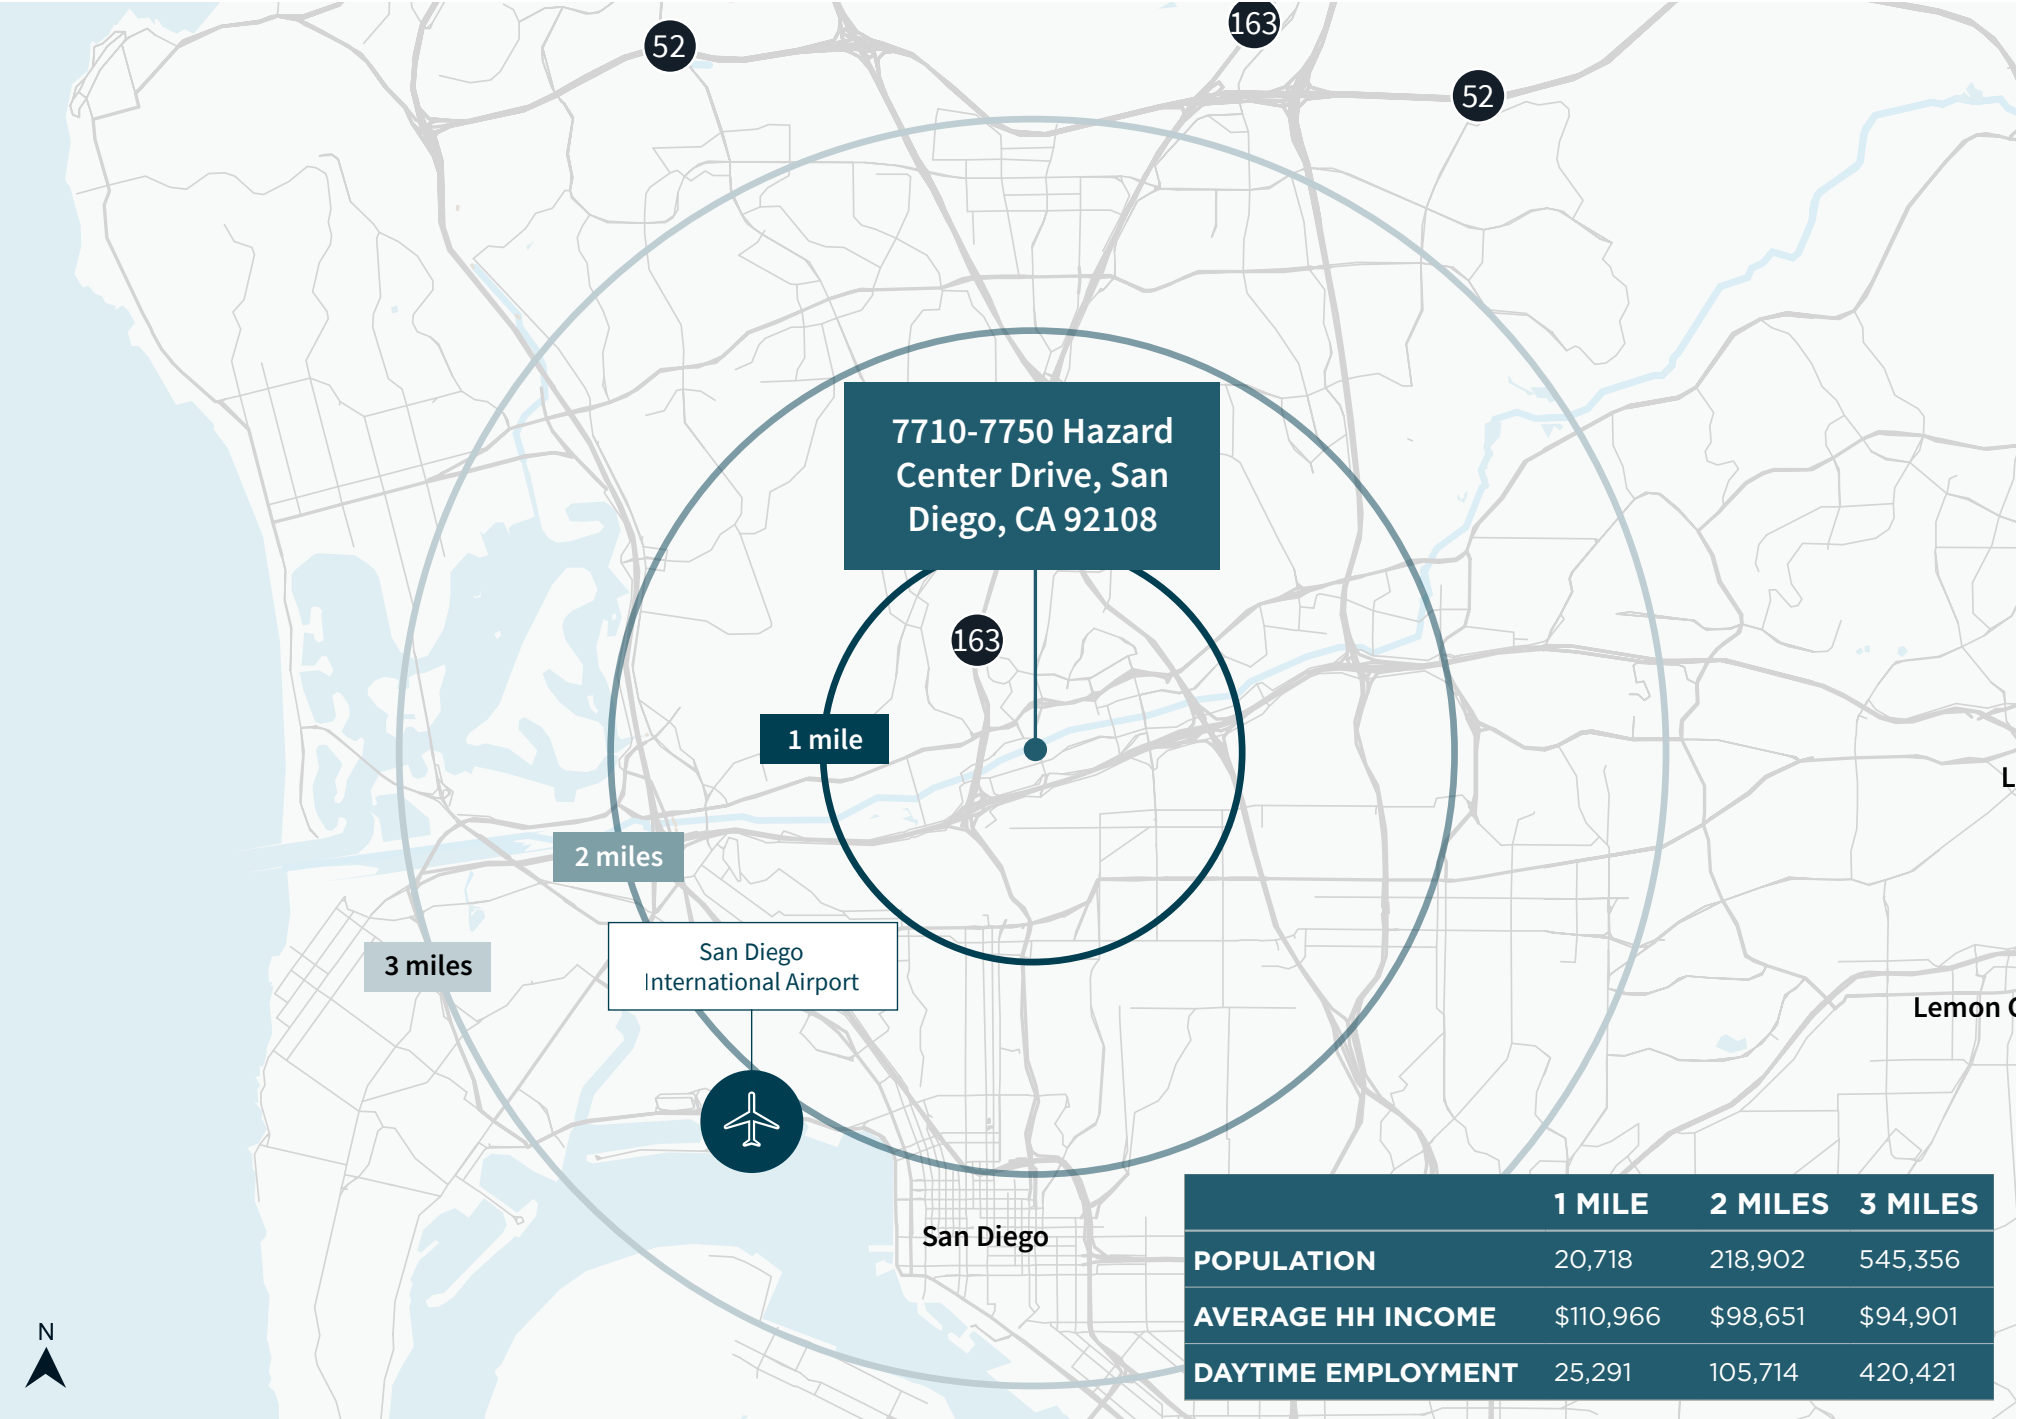 163
52
52
7710-7750 Hazard
Center Drive, San
Diego, CA 92108
163
1 mile
L
2 miles
San Diego
International Airport
3 miles
Lemon
San Diego
1 MILE 2 MILES 3 MILES
POPULATION 20,718 218,902 545,356
AVERAGE HH INCOME $110,966 $98,651 $94,901
DAYTIME EMPLOYMENT 25,291 105,714 420,421
N